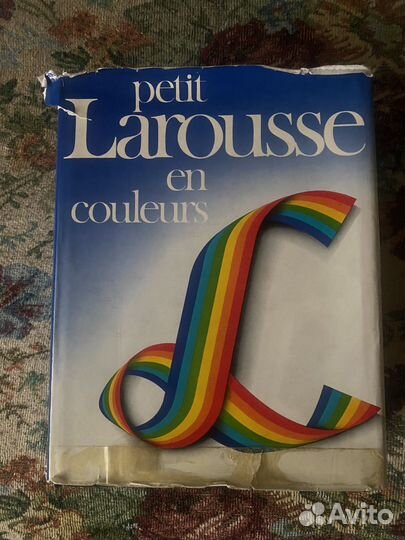 petit
Larousse
en
couleurs
Avito